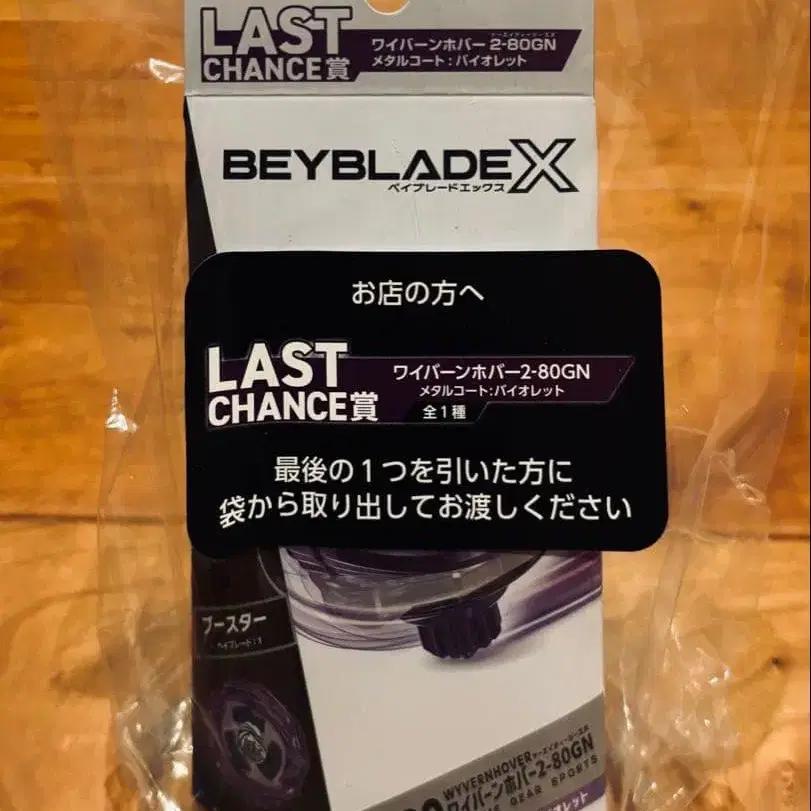 LAST
CHANCE賞
ワイバーンホバー 2-80GN
メタルコート:バイオレット
BEYBLADE X
ベイブレードエックス
お店の方へ
LAST
CHANCE賞
ワイバーンホバー2-80GN
メタルコート:バイオレット
全1種
最後の1つを引いた方に
袋から取り出してお渡しください
ブースター
WYVERNHOVER
ワイバーンホバー2-80GN
GEAR SPORTS